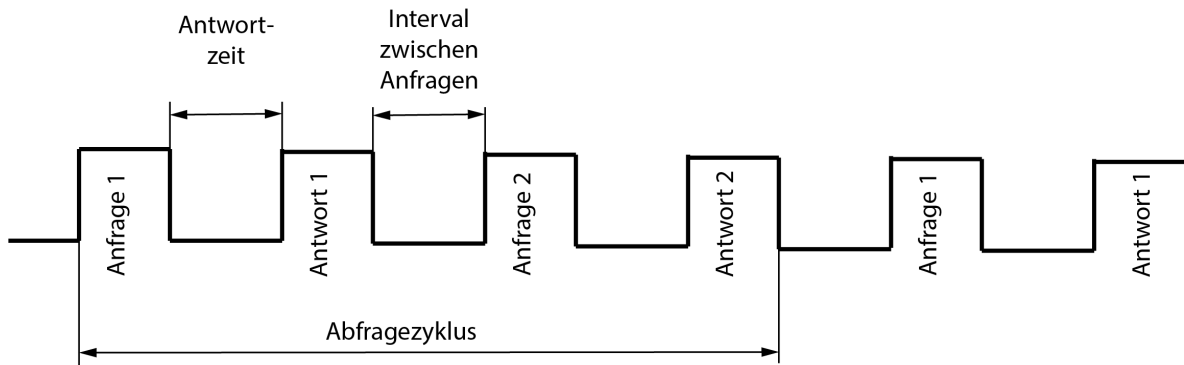 Antwort-
zeit
Interval
zwischen
Anfragen
Anfrage 1
Antwort 1
Anfrage 2
Antwort 2
Anfrage 1
Antwort 1
Abfragezyklus